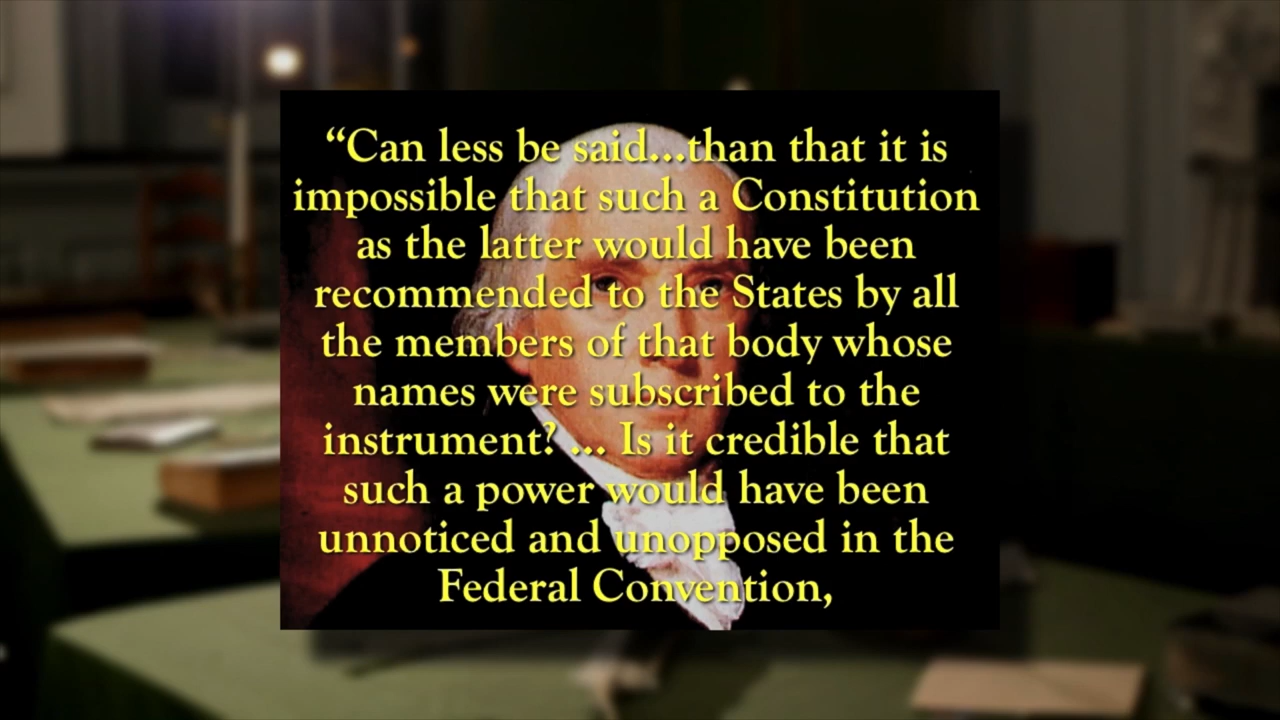 “Can less be said...than that it is
impossible that such a Constitution
as the latter would have been
recommended to the States by all
the members of that body whose
names were subscribed to the
instrument? ... Is it credible that
such a power would have been
unnoticed and unopposed in the
Federal Convention,